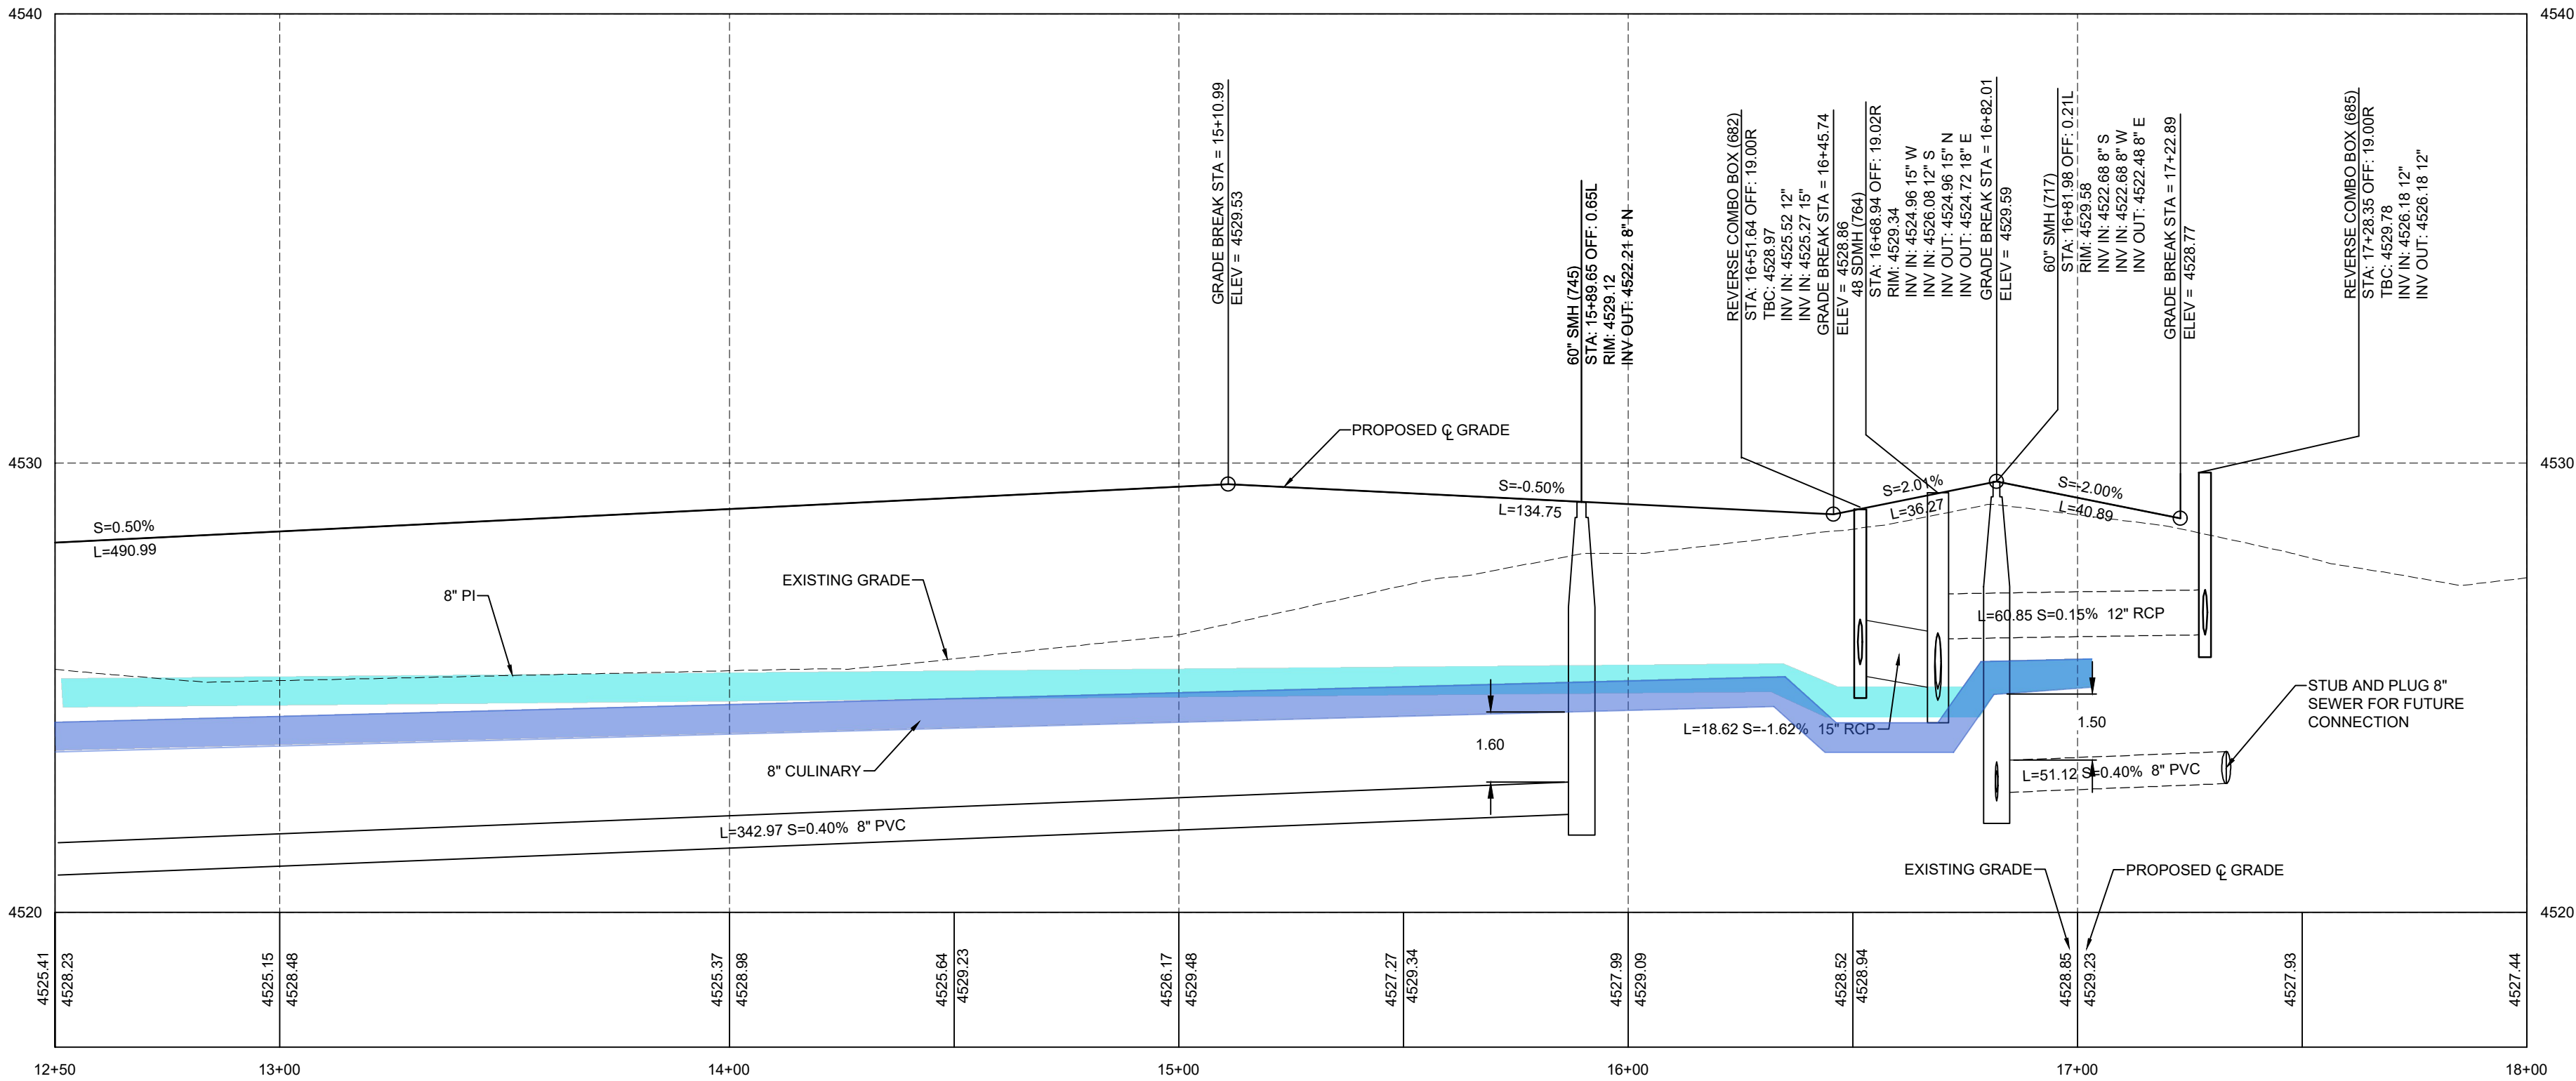 4540
4540
GRADE BREAK STA = 15+10.99
ELEV = 4529.53
60" SMH (745)
STA: 15+89.65 OFF: 0.65L
RIM: 4529.12
INV OUT: 4522.21 8" N
REVERSE COMBO BOX (682)
STA: 16+51.64 OFF: 19.00R
TBC: 4528.97
INV IN: 4525.52 12"
INV IN: 4525.27 15"
GRADE BREAK STA = 16+45.74
ELEV = 4528.86
48 SDMH (764)
STA: 16+68.94 OFF: 19.02R
RIM: 4529.34
INV IN: 4524.96 15" W
INV IN: 4526.08 12" S
INV OUT: 4524.96 15" N
INV OUT: 4524.72 18" E
GRADE BREAK STA = 16+82.01
ELEV = 4529.59
60" SMH (717)
STA: 16+81.98 OFF: 0.21L
RIM: 4529.58
INV IN: 4522.68 8" S
INV IN: 4522.68 8" W
INV OUT: 4522.48 8" E
GRADE BREAK STA = 17+22.89
ELEV = 4528.77
REVERSE COMBO BOX (685)
STA: 17+28.35 OFF: 19.00R
TBC: 4529.78
INV IN: 4526.18 12"
INV OUT: 4526.18 12"
PROPOSED ℄ GRADE
4530
4530
S=0.50%
L=490.99
S=-0.50%
L=134.75
S=2.01%
L=36.27
S=-2.00%
L=40.89
8" PI
EXISTING GRADE
L=60.85 S=0.15% 12" RCP
STUB AND PLUG 8"
SEWER FOR FUTURE
CONNECTION
L=18.62 S=-1.62% 15" RCP
1.50
1.60
8" CULINARY
L=51.12 S=0.40% 8" PVC
L=342.97 S=0.40% 8" PVC
EXISTING GRADE
PROPOSED ℄ GRADE
4520
4520
4525.41
4528.23
4525.15
4528.48
4525.37
4528.98
4525.64
4529.23
4526.17
4529.48
4527.27
4529.34
4527.99
4529.09
4528.52
4528.94
4528.85
4529.23
4527.93
4527.44
12+50
13+00
14+00
15+00
16+00
17+00
18+00